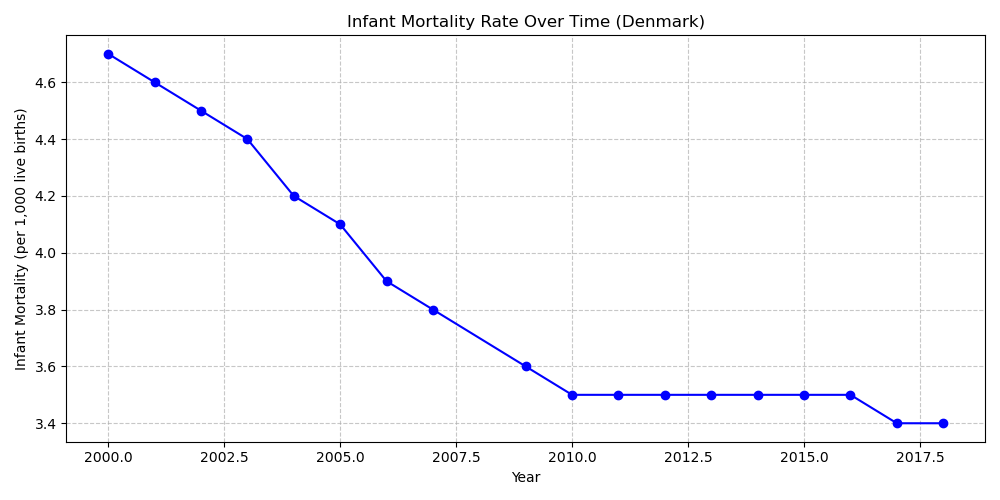 Infant Mortality Rate Over Time (Denmark)
Infant Mortality (per 1,000 live births)
4.6
4.4
4.2
4.0
3.8
3.6
3.4
2000.0 2002.5 2005.0 2007.5 2010.0 2012.5 2015.0 2017.5
Year